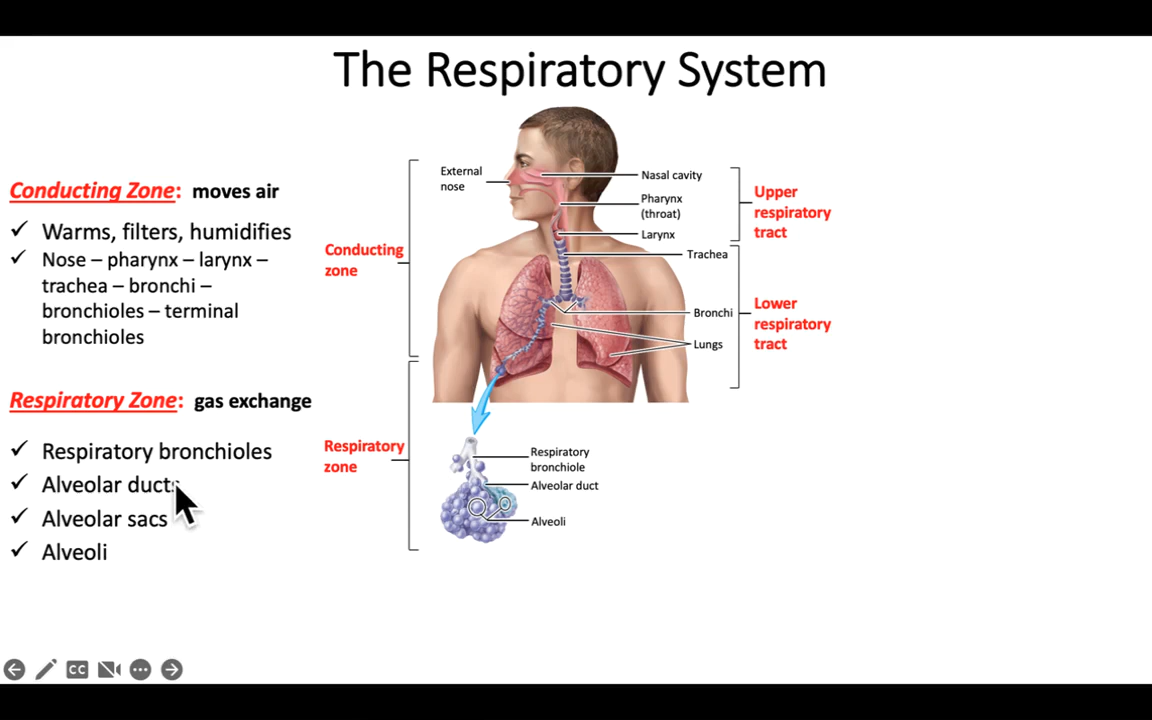 The Respiratory System
Conducting Zone: moves air
✓ Warms, filters, humidifies
✓ Nose – pharynx – larynx –
trachea – bronchi –
bronchioles – terminal
bronchioles
Respiratory Zone: gas exchange
✓ Respiratory bronchioles
✓ Alveolar ducts
✓ Alveolar sacs
✓ Alveoli
Conducting
zone
Respiratory
zone
External
nose
Nasal cavity
Pharynx
(throat)
Larynx
Trachea
Bronchi
Lungs
Respiratory
bronchiole
Alveolar duct
Alveoli
Upper
respiratory
tract
Lower
respiratory
tract
CC